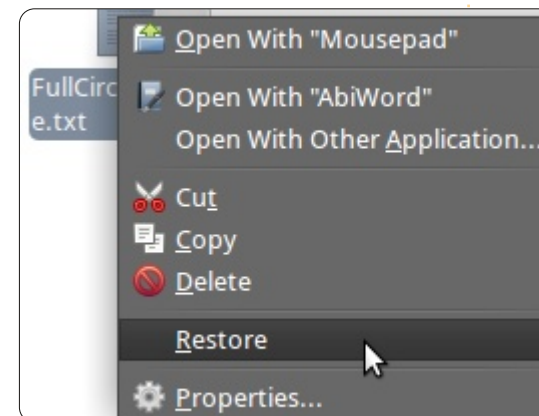 FullCirc
e.txt
Open With "Mousepad"
Open With "AbiWord"
Open With Other Application...
Cut
Copy
Delete
Restore
Properties...